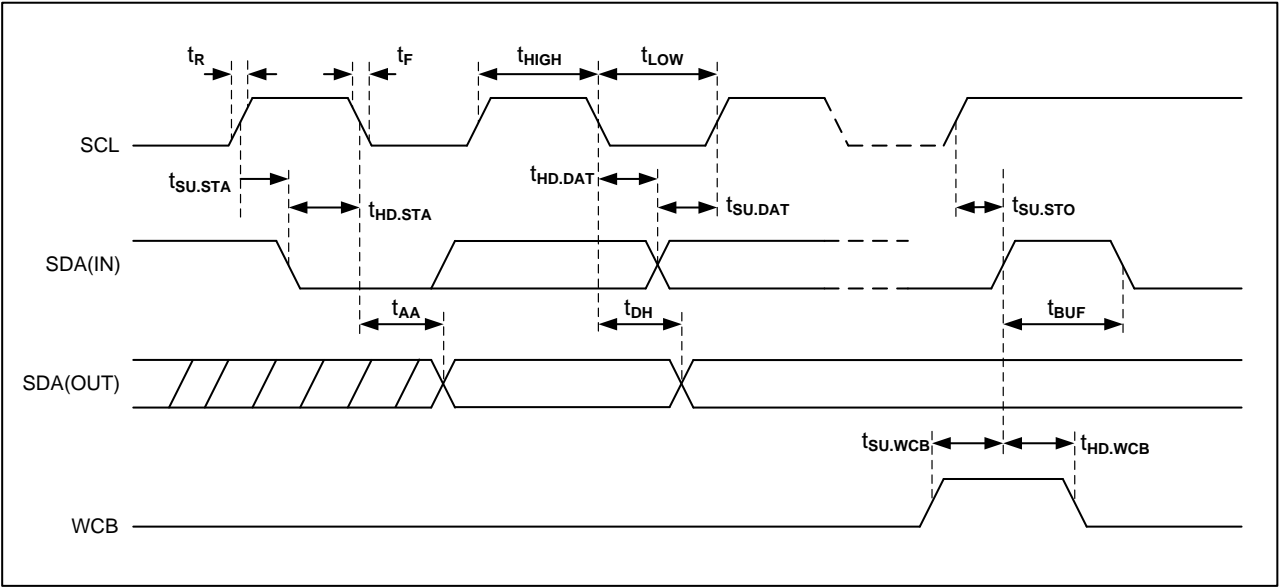 tR
tF
tHIGH
tLOW
SCL
tSU.STA
tHD.STA
tHD.DAT
tSU.DAT
tSU.STO
SDA(IN)
tAA
tDH
tBUF
SDA(OUT)
tSU.WCB
tHD.WCB
WCB